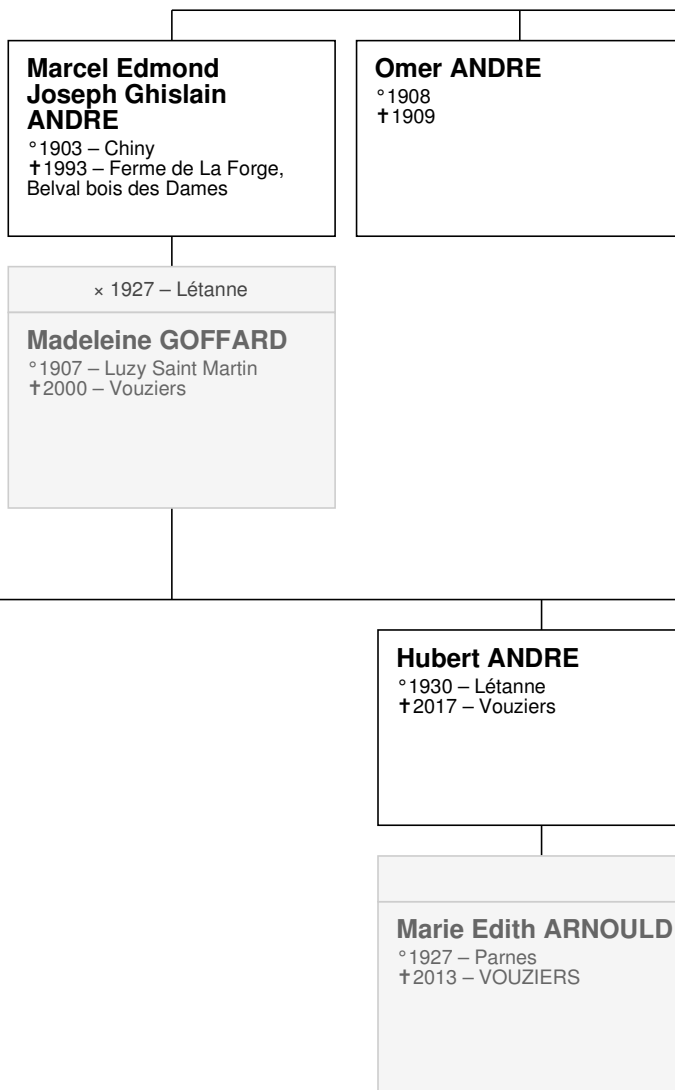 Marcel Edmond
Joseph Ghislain
ANDRE
°1903 – Chiny
✝1993 – Ferme de La Forge,
Belval bois des Dames
Omer ANDRE
°1908
✝1909
× 1927 – Létanne
Madeleine GOFFARD
°1907 – Luzy Saint Martin
✝2000 – Vouziers
Hubert ANDRE
°1930 – Létanne
✝2017 – Vouziers
Marie Edith ARNOULD
°1927 – Parnes
✝2013 – VOUZIERS